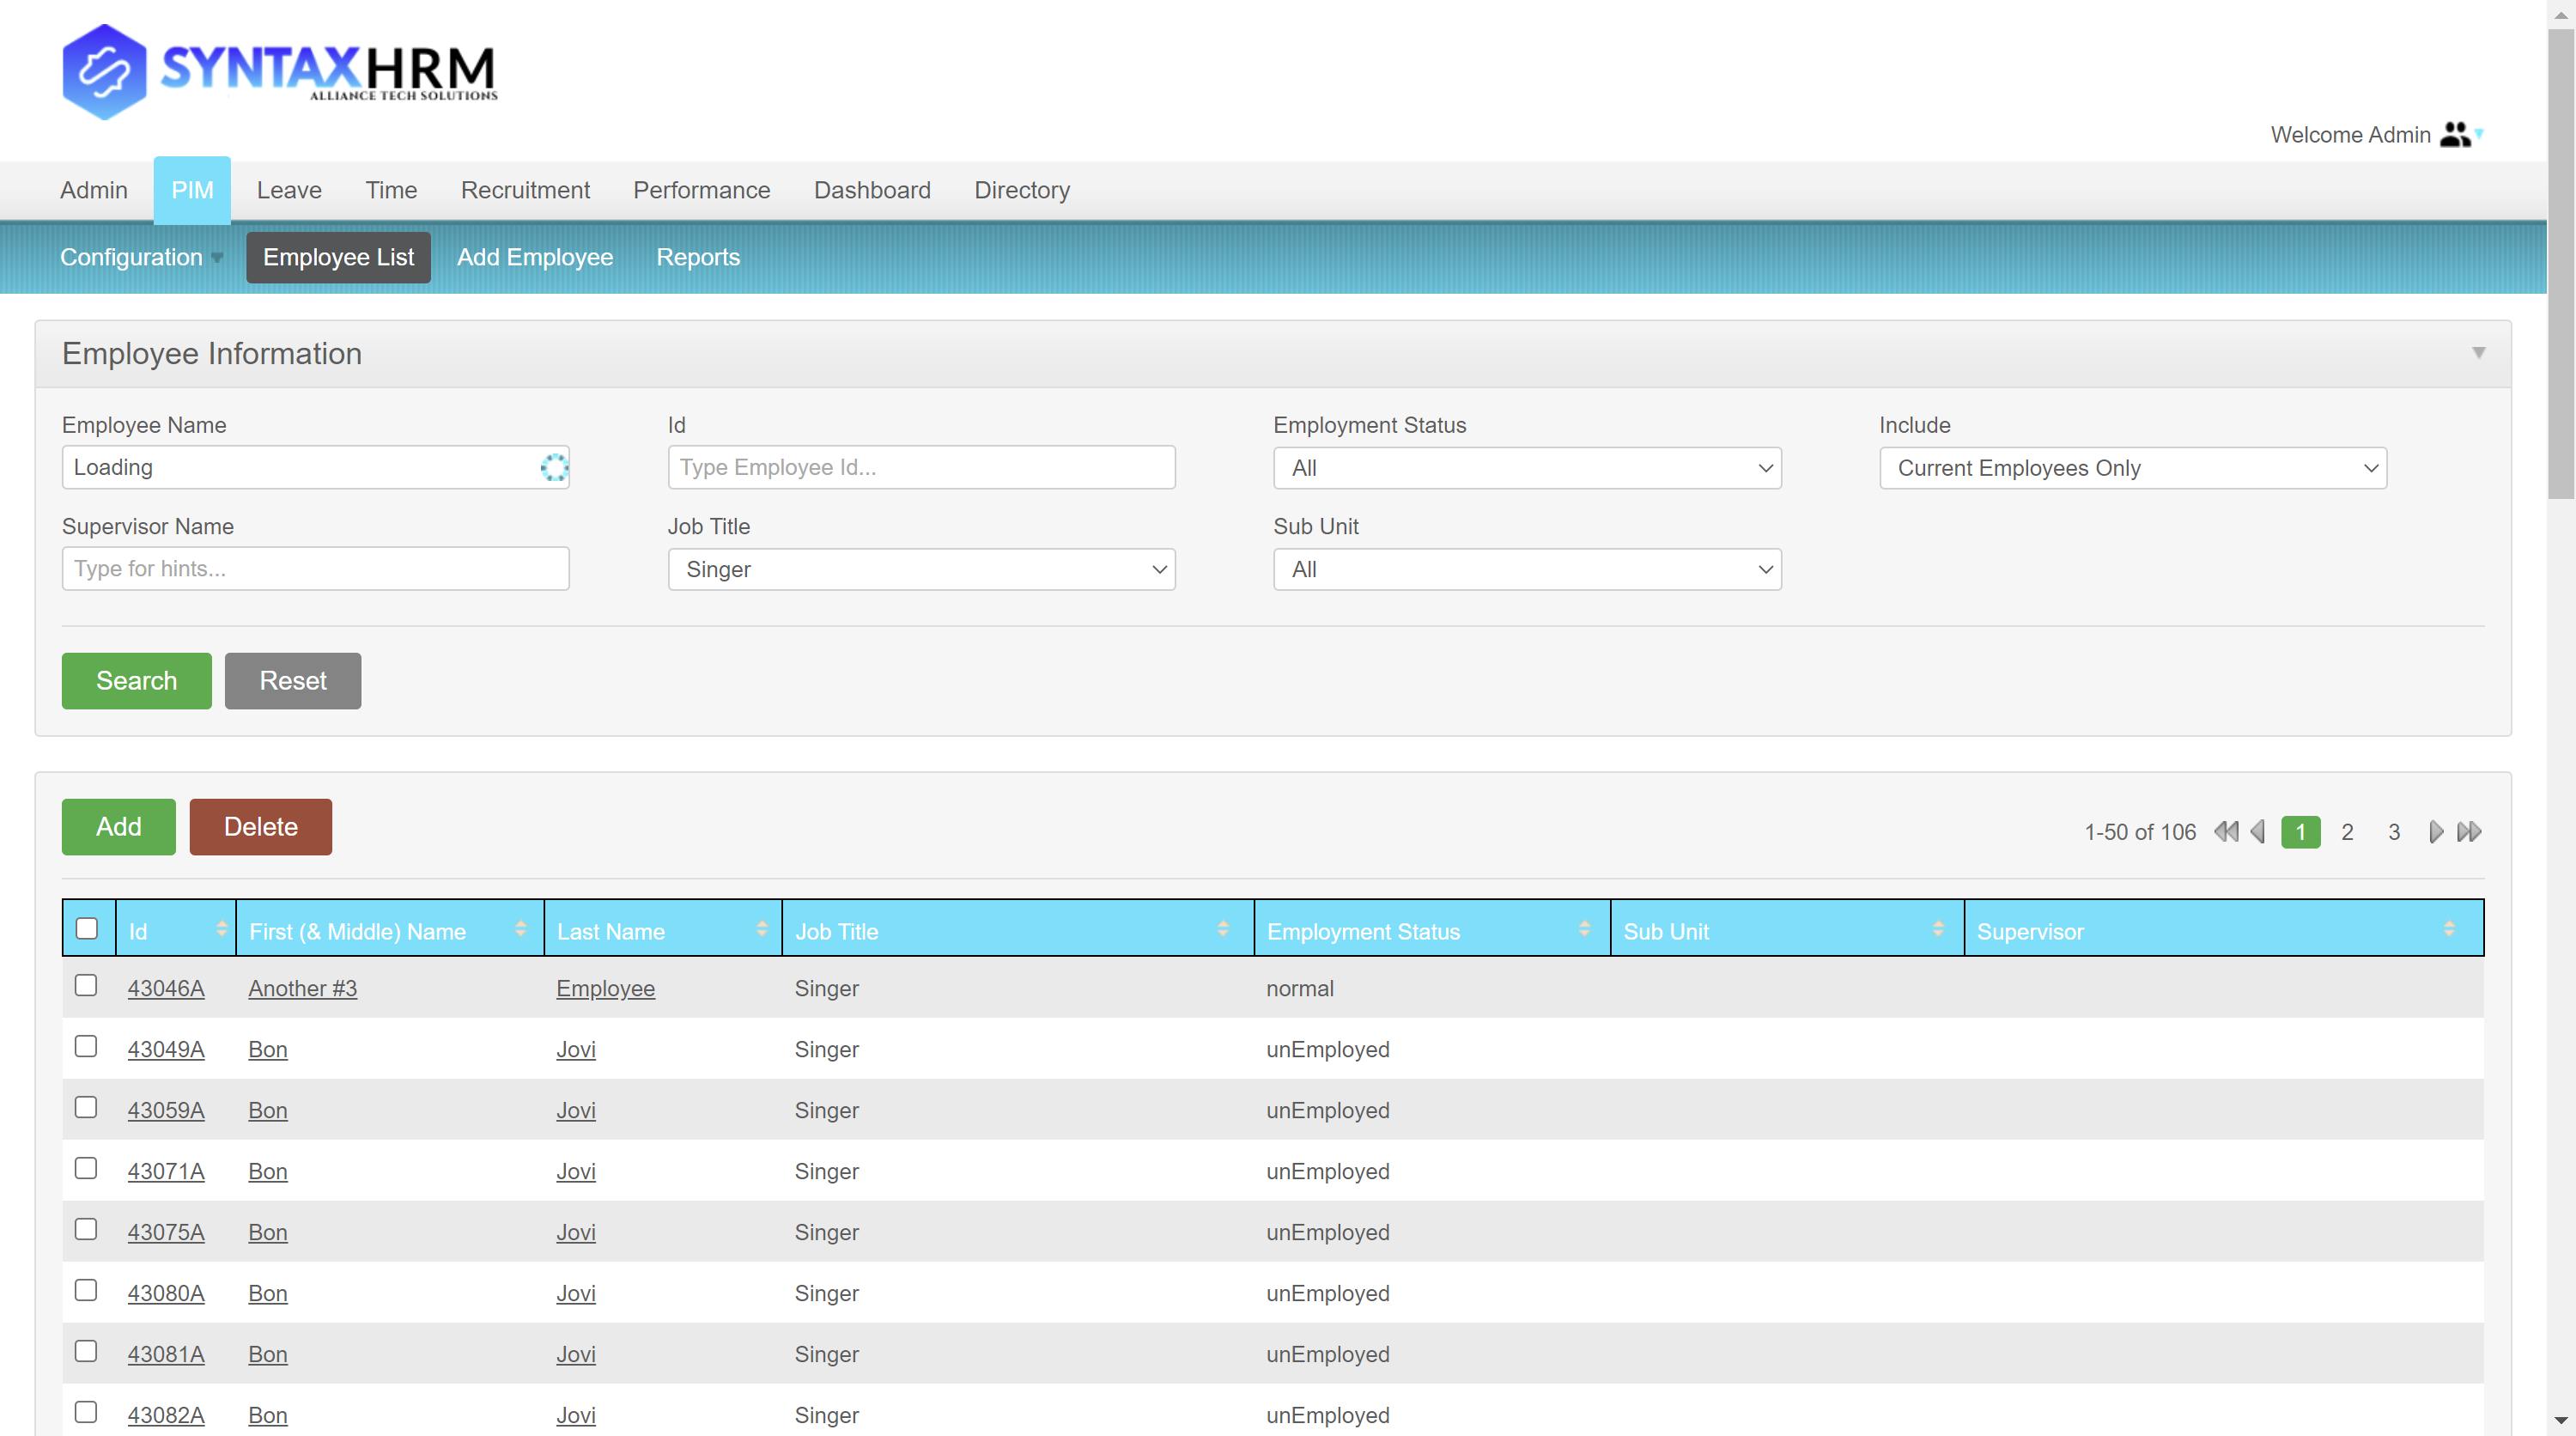 SYNTAXHRM
ALLIANCE TECH SOLUTIONS
Welcome Admin
Admin PIM Leave Time Recruitment Performance Dashboard Directory
Configuration Employee List Add Employee Reports
Employee Information
Employee Name Id Employment Status Include
Loading Type Employee Id... All Current Employees Only
Supervisor Name Job Title Sub Unit
Type for hints... Singer All
Search Reset
Add Delete 1-50 of 106 1 2 3
Id First (& Middle) Name Last Name Job Title Employment Status Sub Unit Supervisor
43046A Another #3 Employee Singer normal
43049A Bon Jovi Singer unEmployed
43059A Bon Jovi Singer unEmployed
43071A Bon Jovi Singer unEmployed
43075A Bon Jovi Singer unEmployed
43080A Bon Jovi Singer unEmployed
43081A Bon Jovi Singer unEmployed
43082A Bon Jovi Singer unEmployed